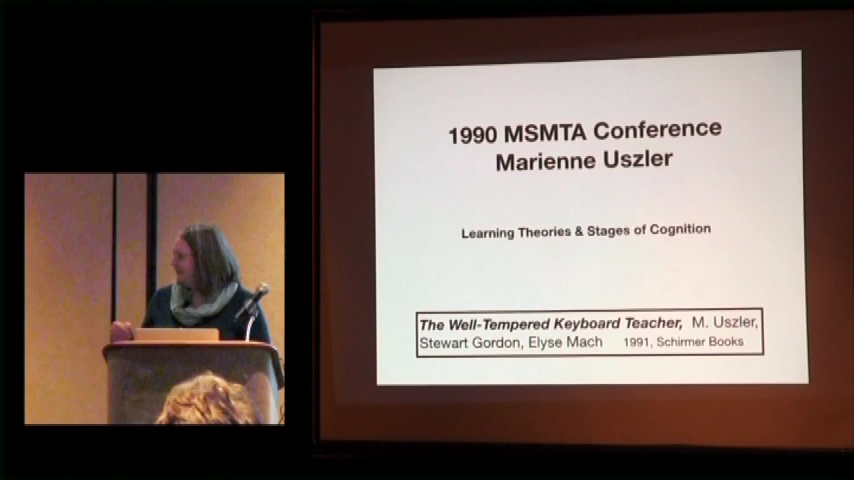 1990 MSMTA Conference
Marienne Uszler
Learning Theories & Stages of Cognition
The Well-Tempered Keyboard Teacher, M. Uszler,
Stewart Gordon, Elyse Mach 1991, Schirmer Books